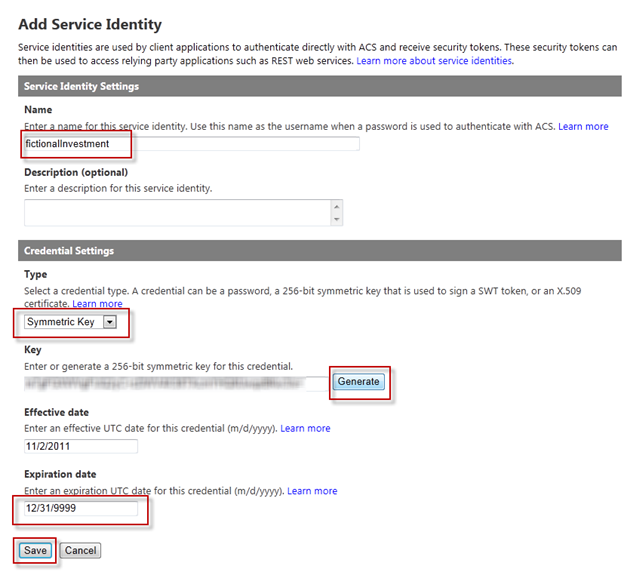 Add Service Identity
Service identities are used by client applications to authenticate directly with ACS and receive security tokens. These security tokens can
then be used to access relying party applications such as REST web services. Learn more about service identities.
Service Identity Settings
Name
Enter a name for this service identity. Use this name as the username when a password is used to authenticate with ACS. Learn more
fictionalInvestment
Description (optional)
Enter a description for this service identity.
Credential Settings
Type
Select a credential type. A credential can be a password, a 256-bit symmetric key that is used to sign a SWT token, or an X.509
certificate. Learn more
Symmetric Key
Key
Enter or generate a 256-bit symmetric key for this credential.
Generate
Effective date
Enter an effective UTC date for this credential (m/d/yyyy). Learn more
11/2/2011
Expiration date
Enter an expiration UTC date for this credential (m/d/yyyy). Learn more
12/31/9999
Save Cancel